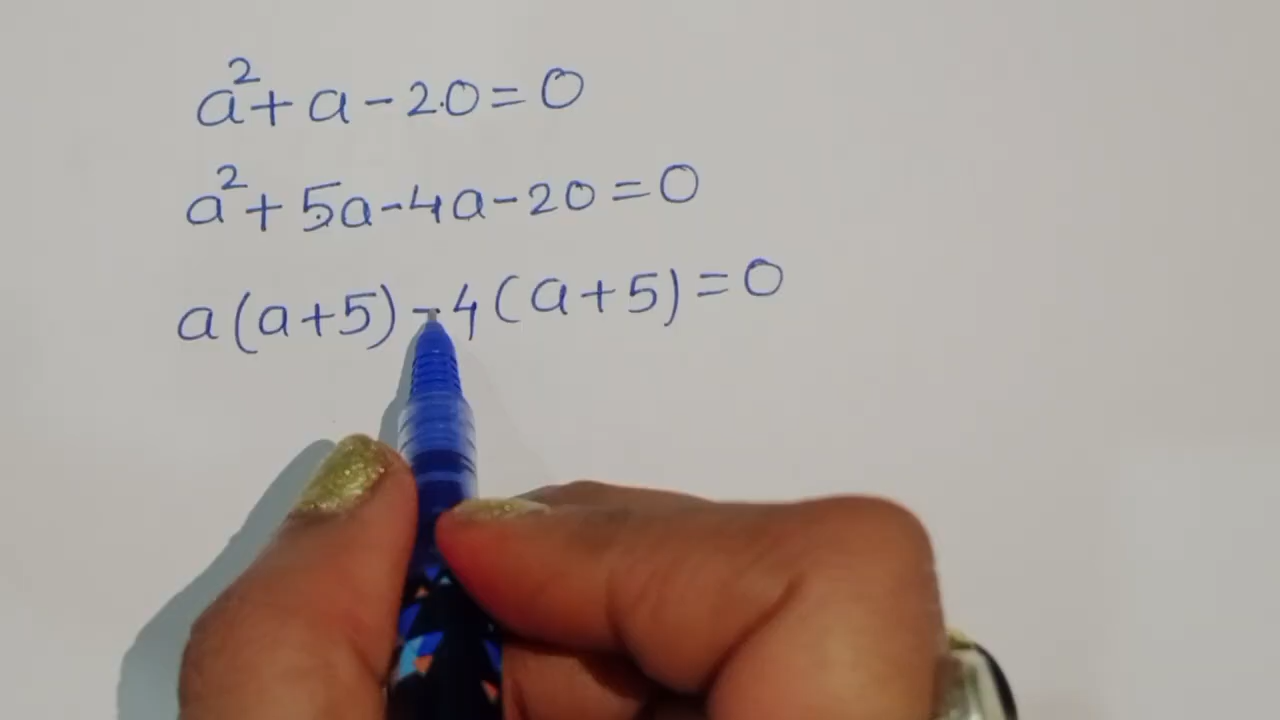 a² + a - 20 = 0
a² + 5a - 4a - 20 = 0
a(a+5) - 4(a+5) = 0